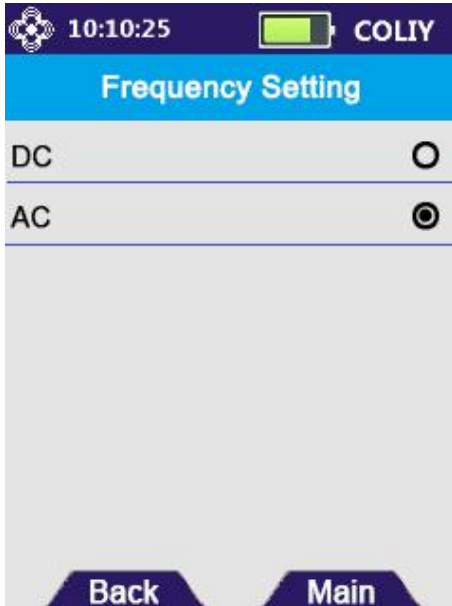 10:10:25 COLIY
Frequency Setting
DC
AC
Back Main